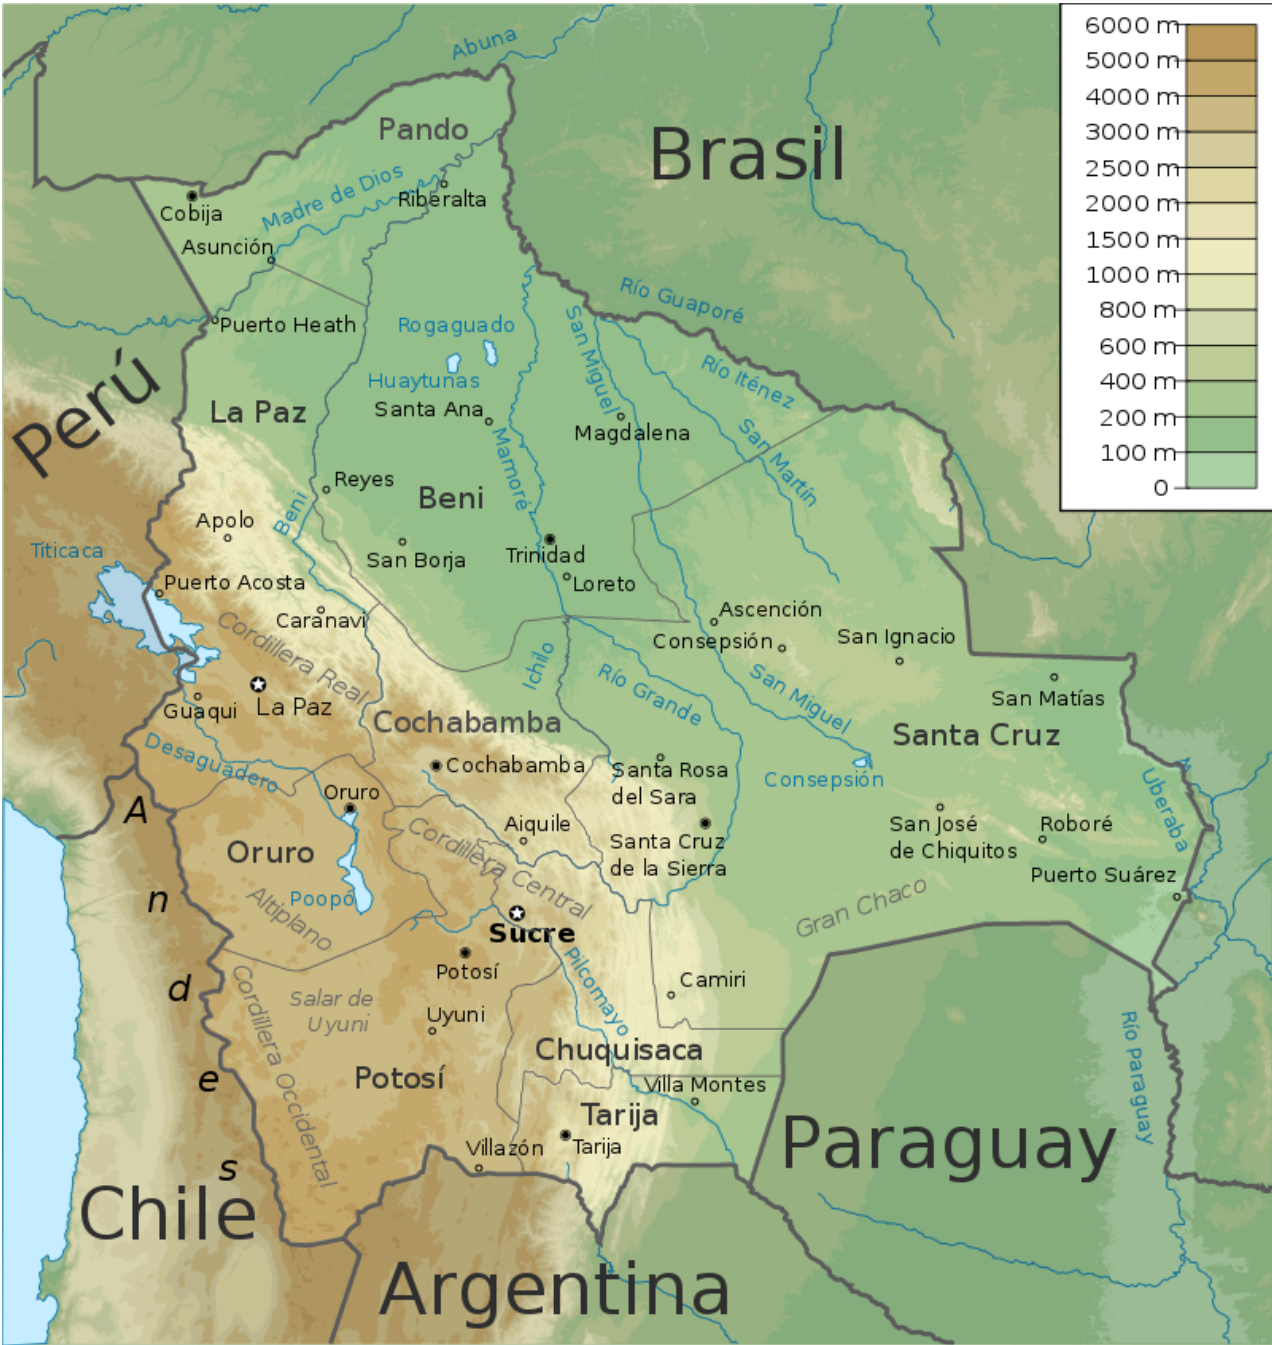 6000 m
5000 m
4000 m
3000 m
2500 m
2000 m
1500 m
1000 m
800 m
600 m
400 m
200 m
100 m
0
Abuna
Brasil
Pando
Madre de Dios
Riberalta
Cobija
Asunción
Puerto Heath
Rogaguado
Río Guaporé
San Miguel
Perú
Huaytunas
Río Iténez
La Paz
Santa Ana
Magdalena
Mamoré
San Martín
Reyes
Beni
Beni
Apolo
Titicaca
San Borja
Trinidad
Loreto
Puerto Acosta
Caranavi
Ascención
Consepsión
San Ignacio
Cordillera Real
Ichilo
Río Grande
San Miguel
San Matías
Guaqui
La Paz
Cochabamba
Santa Cruz
Desaguadero
Cochabamba
Santa Rosa
del Sara
Consepsión
Uberaba
Oruro
A
n
d
e
s
Aiquile
Cordillera Central
Santa Cruz
de la Sierra
San José
de Chiquitos
Roboré
Oruro
Puerto Suárez
Poopó
Altiplano
Gran Chaco
Sucre
Potosí
Pilcomayo
Camiri
Cordillera Occidental
Salar de
Uyuni
Uyuni
Chuquisaca
Río Paraguay
Potosí
Villa Montes
Tarija
Tarija
Villazón
Paraguay
Chile
Argentina